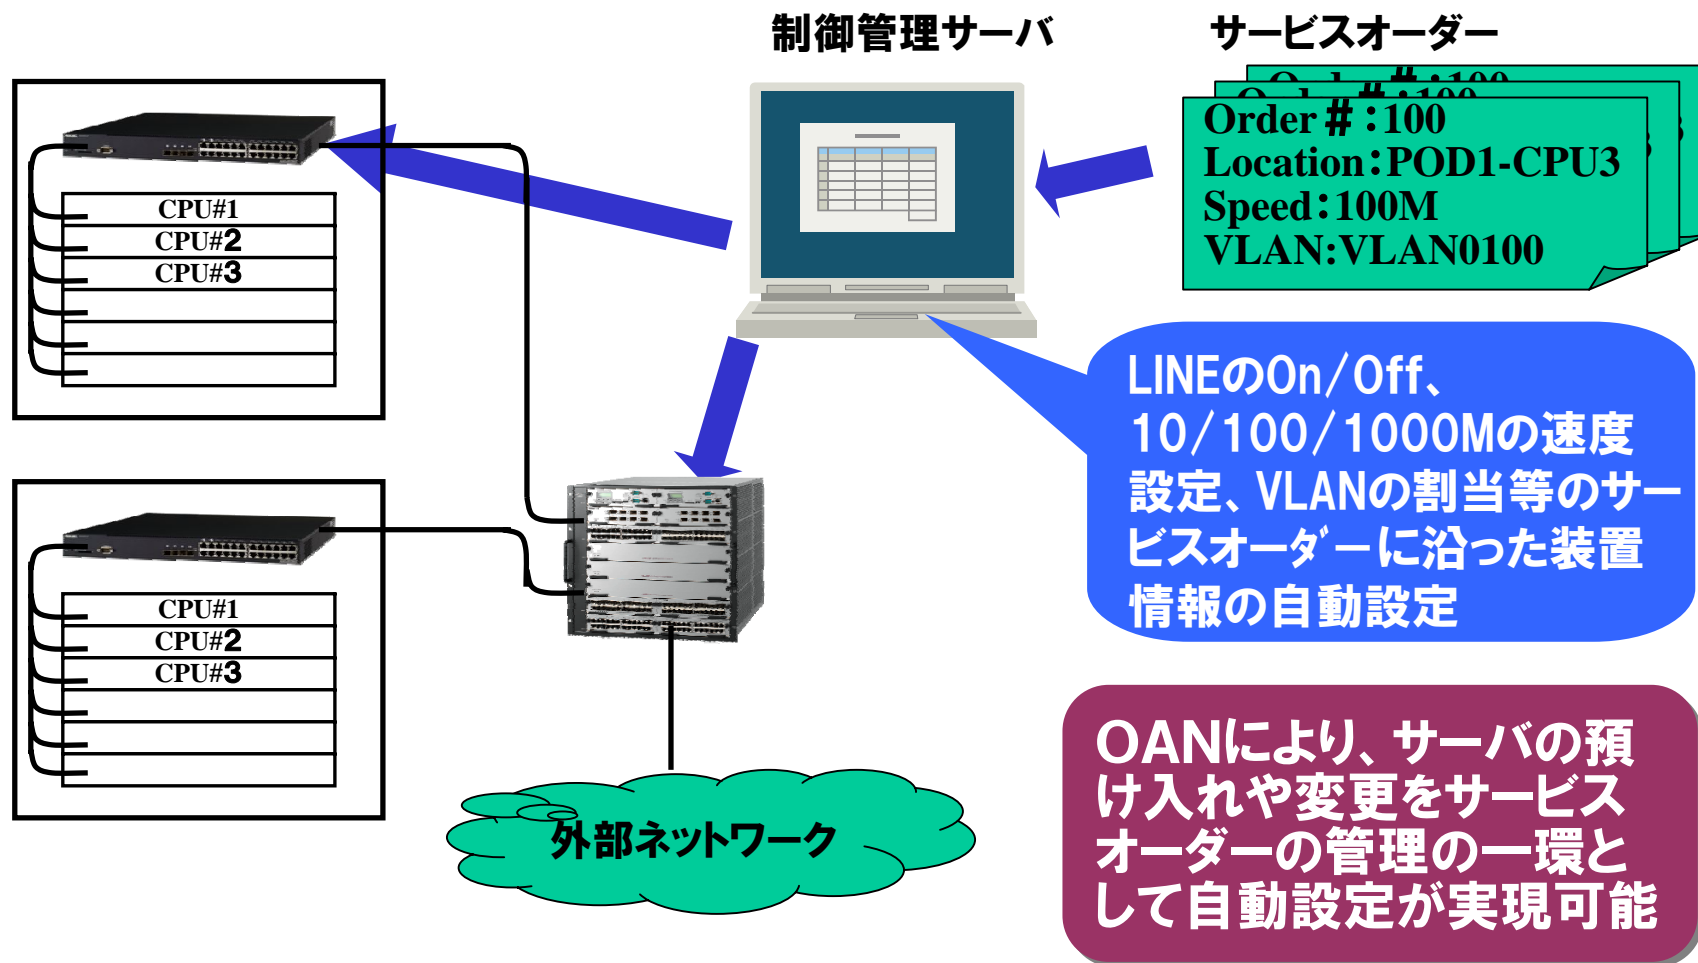 制御管理サーバ
サービスオーダー
Order＃:100
Order＃:100
Order＃：100
Location：POD1-CPU3
Speed：100M
VLAN:VLAN0100
CPU#1
CPU#2
CPU#3
LINEのOn/Off、
10/100/1000Mの速度
設定、VLANの割当等のサー
ビスオーダーに沿った装置
情報の自動設定
CPU#1
CPU#2
CPU#3
OANにより、サーバの預
け入れや変更をサービス
オーダーの管理の一環と
して自動設定が実現可能
外部ネットワーク